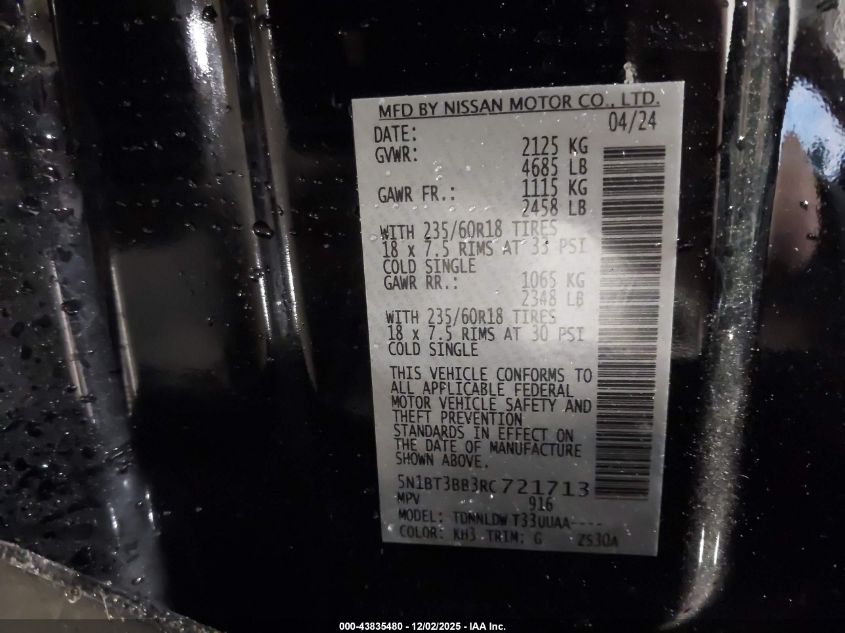 MFD BY NISSAN MOTOR CO., LTD.
DATE: 04/24
GVWR: 2125 KG
4685 LB
GAWR FR.: 1115 KG
2458 LB
WITH 235/60R18 TIRES
18 x 7.5 RIMS AT 33 PSI
COLD SINGLE
GAWR RR.: 1065 KG
2348 LB
WITH 235/60R18 TIRES
18 x 7.5 RIMS AT 30 PSI
COLD SINGLE
THIS VEHICLE CONFORMS TO
ALL APPLICABLE FEDERAL
MOTOR VEHICLE SAFETY AND
THEFT PREVENTION
STANDARDS IN EFFECT ON
THE DATE OF MANUFACTURE
SHOWN ABOVE.
5N1BT3BB3RC721713
MPV 916
MODEL: TDNNLDW T33UUAA----
COLOR: KH3 TRIM: G ZS30A
000-43835480 - 12/02/2025 - IAA Inc.